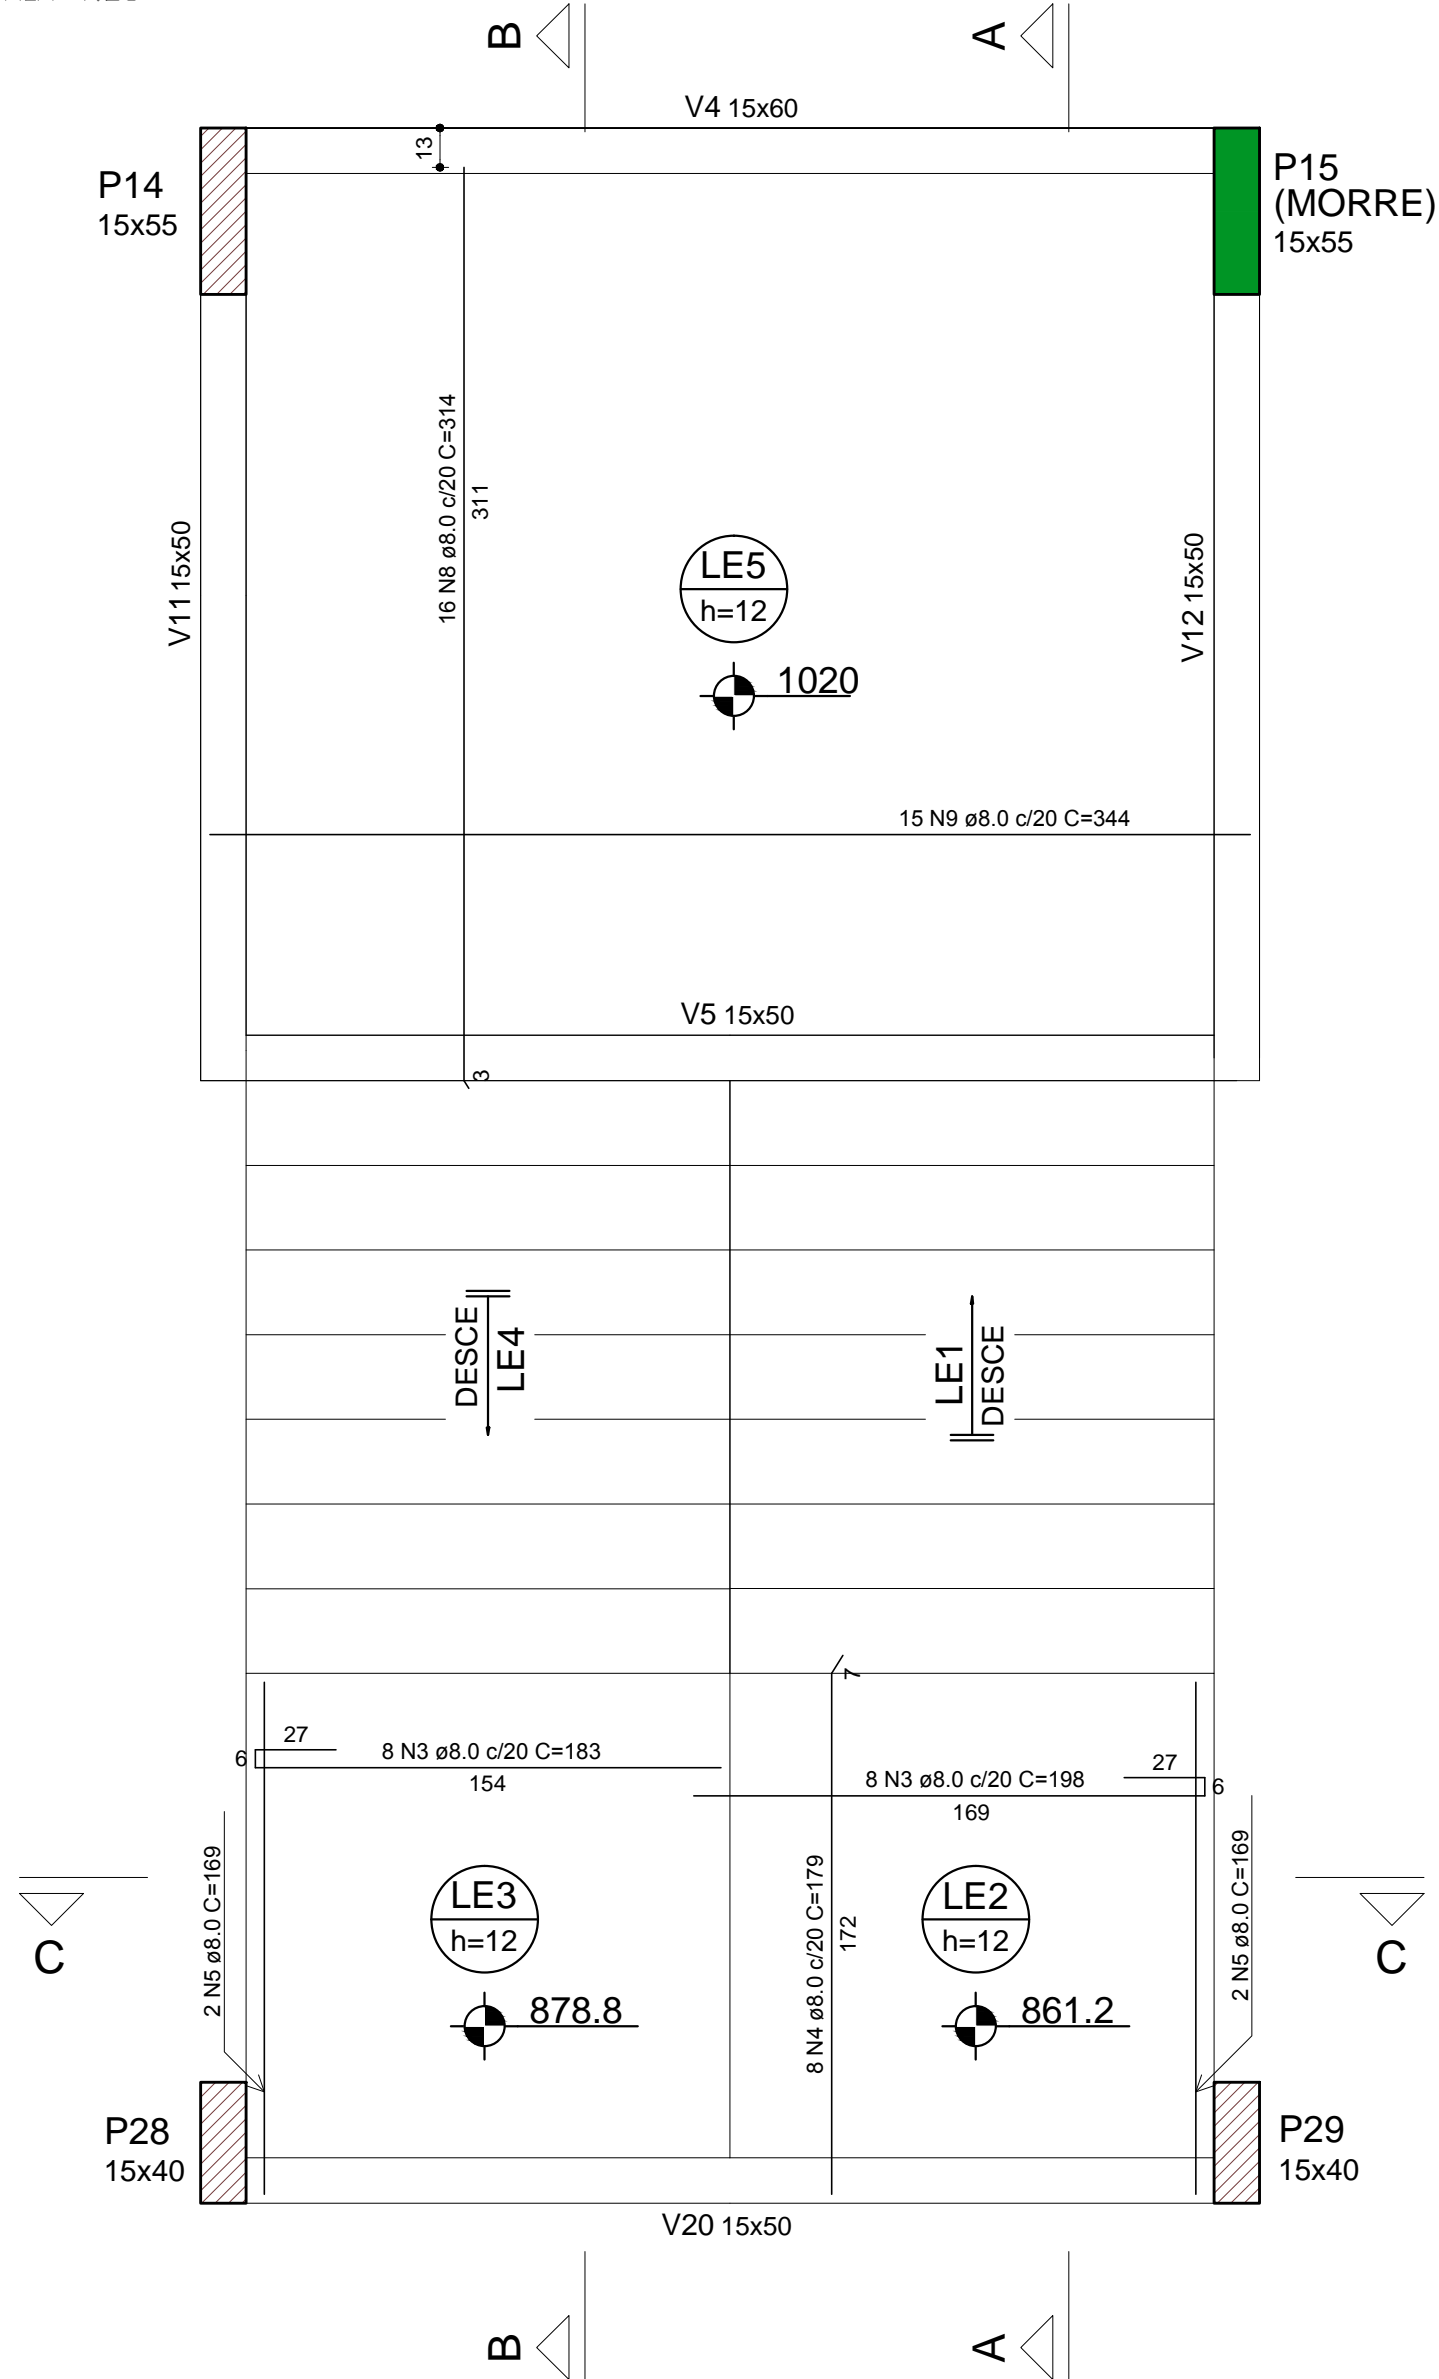 B
A
V4 15x60
13
P14
15x55
P15
(MORRE)
15x55
16 N8 ø8.0 c/20 C=314
311
V11 15x50
V12 15x50
LE5
h=12
1020
15 N9 ø8.0 c/20 C=344
V5 15x50
3
DESCE
LE4
LE1
DESCE
7
27
6
8 N3 ø8.0 c/20 C=183
154
27
6
8 N3 ø8.0 c/20 C=198
169
2 N5 ø8.0 C=169
8 N4 ø8.0 c/20 C=179
172
2 N5 ø8.0 C=169
LE3
h=12
LE2
h=12
C
C
878.8
861.2
P28
15x40
P29
15x40
V20 15x50
B
A